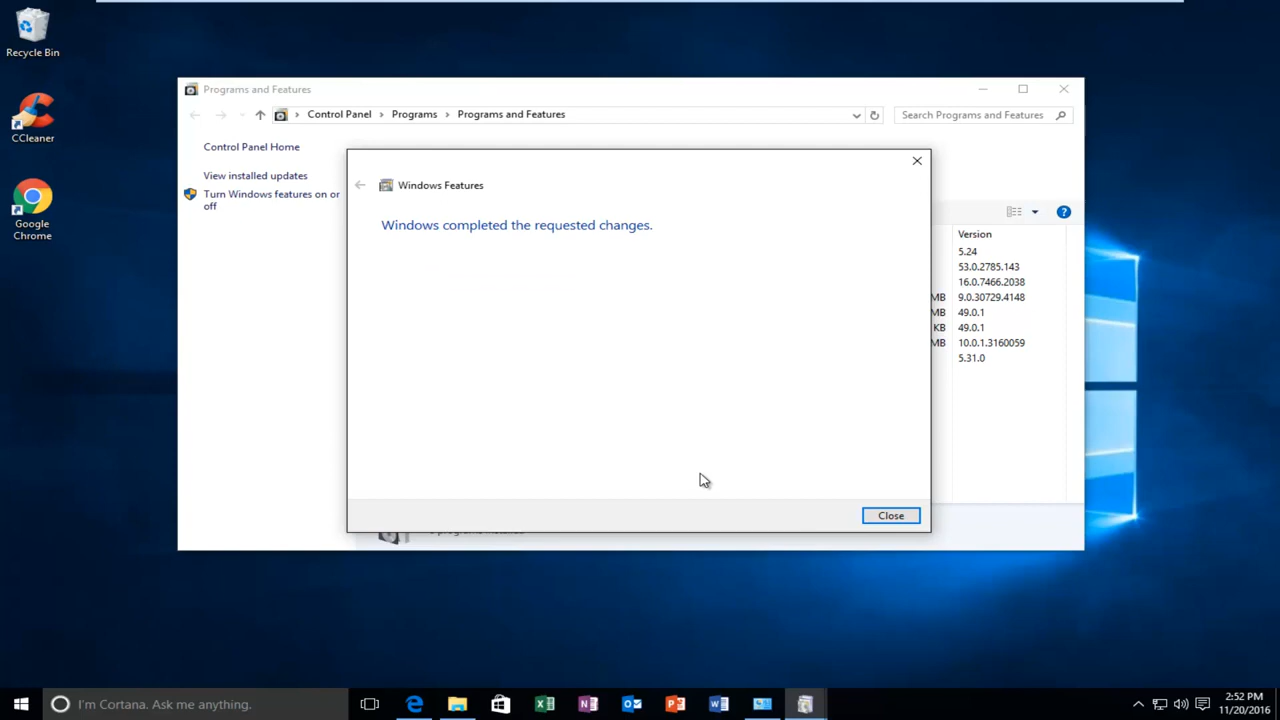 Recycle Bin
CCleaner
Google
Chrome
Programs and Features
Control Panel > Programs > Programs and Features
Search Programs and Features
Control Panel Home
View installed updates
Turn Windows features on or
off
Windows Features
Windows completed the requested changes.
Close
Version
5.24
53.0.2785.143
16.0.7466.2038
MB 9.0.30729.4148
MB 49.0.1
KB 49.0.1
MB 10.0.1.3160059
5.31.0
I'm Cortana. Ask me anything.
2:52 PM
11/20/2016